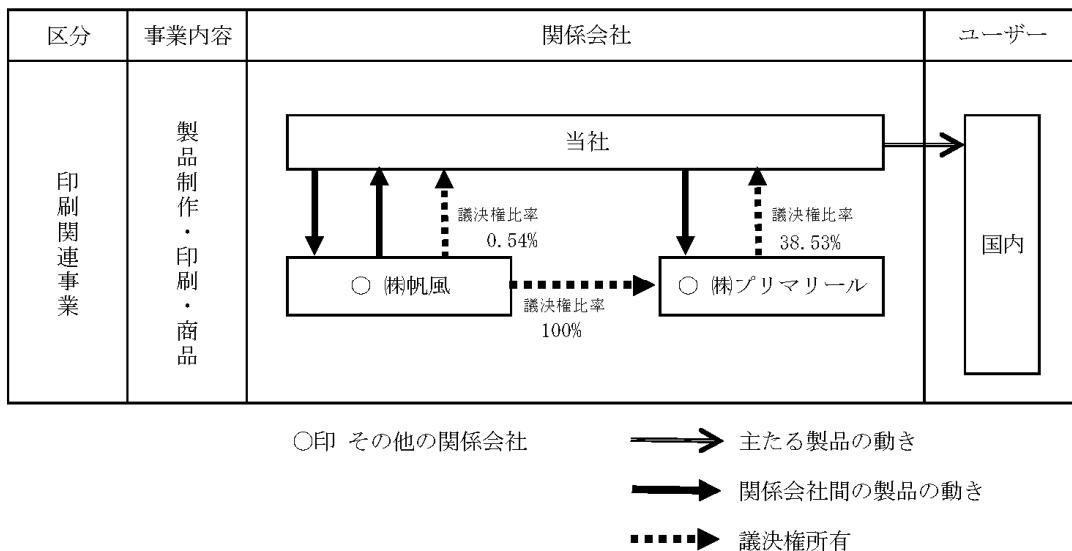 区分
事業内容
関係会社
ユーザー
印刷関連事業
製品制作・印刷・商品
当社
議決権比率
0.54%
議決権比率
38.53%
国内
○ ㈱帆風
○ ㈱プリマリール
議決権比率
100%
○印 その他の関係会社
主たる製品の動き
関係会社間の製品の動き
議決権所有